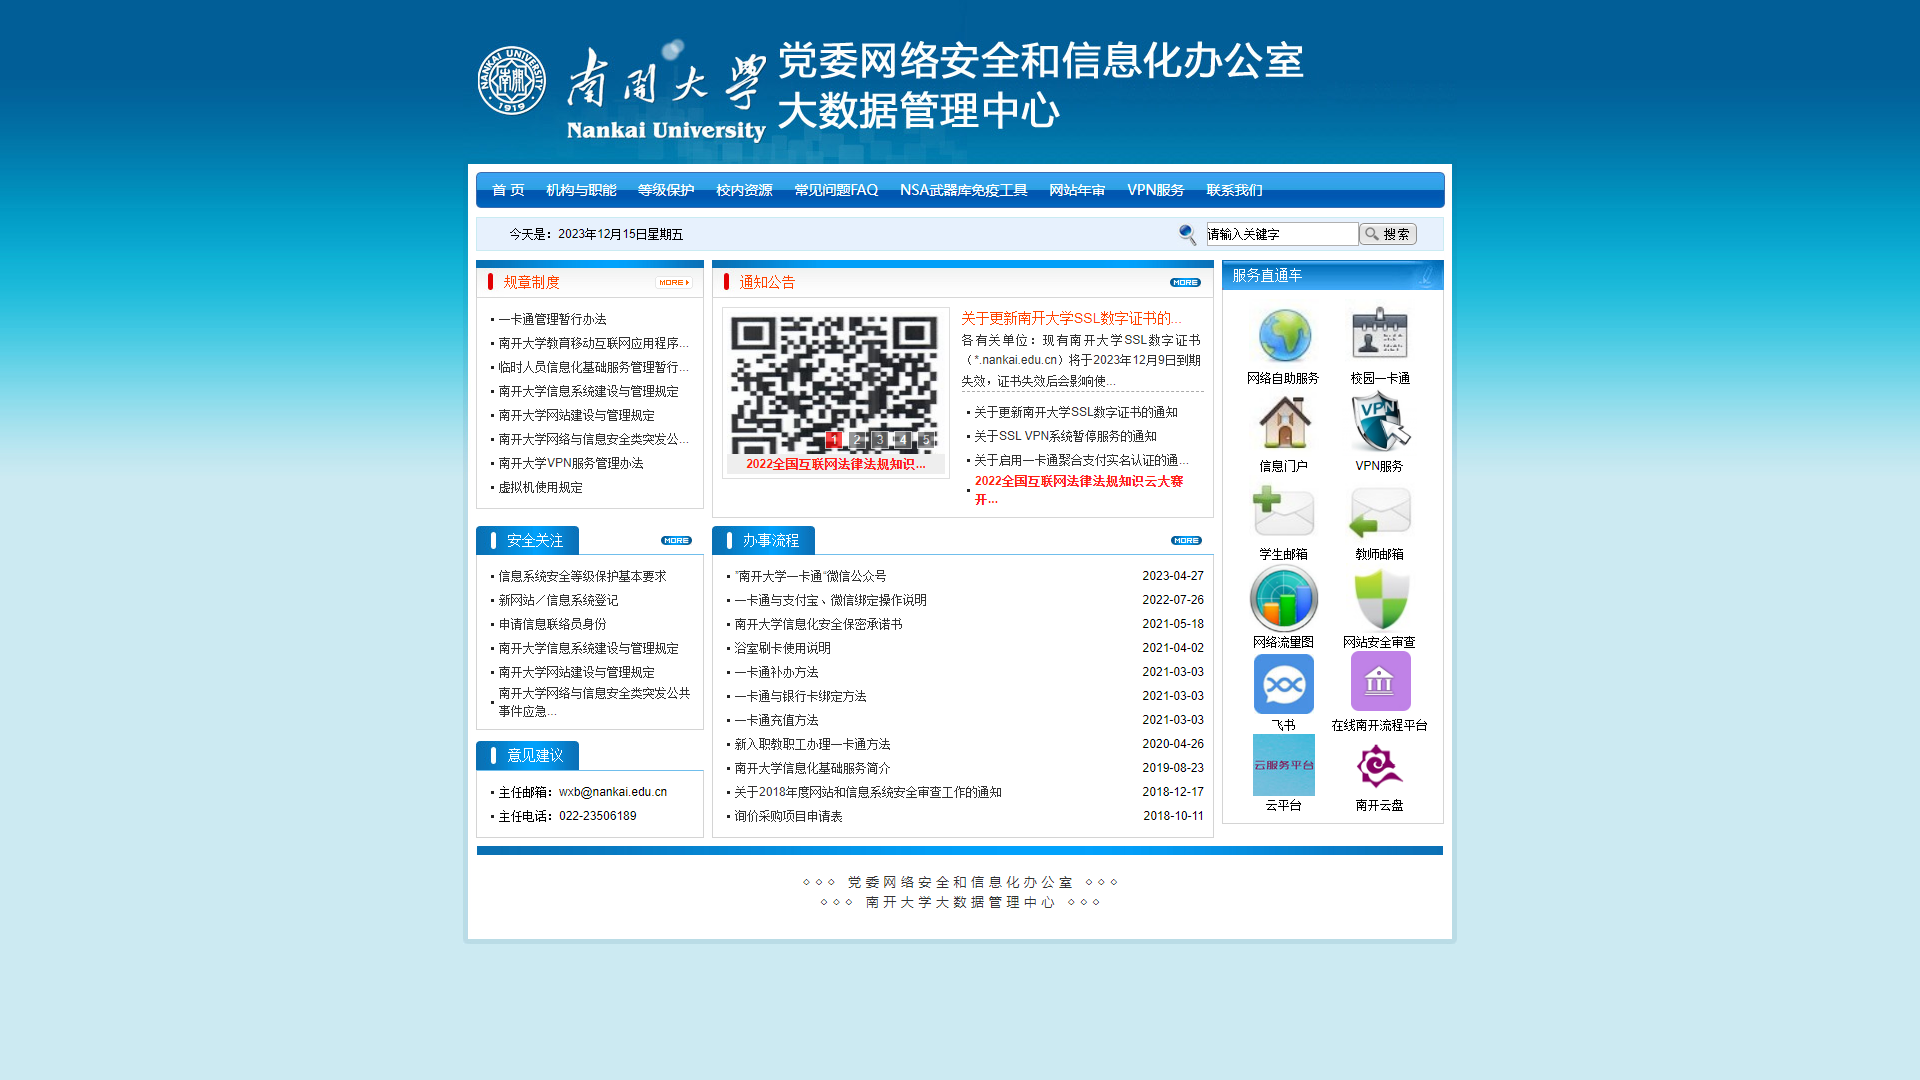 NANKAI UNIVERSITY
1919
南開大學
Nankai University
党委网络安全和信息化办公室
大数据管理中心
首 页 机构与职能 等级保护 校内资源 常见问题FAQ NSA武器库免疫工具 网站年审 VPN服务 联系我们
今天是：2023年12月15日星期五
请输入关键字 搜索
规章制度 MORE
一卡通管理暂行办法
南开大学教育移动互联网应用程序...
临时人员信息化基础服务管理暂行...
南开大学信息系统建设与管理规定
南开大学网站建设与管理规定
南开大学网络与信息安全类突发公...
南开大学VPN服务管理办法
虚拟机使用规定
通知公告 MORE
1 2 3 4 5
2022全国互联网法律法规知识...
关于更新南开大学SSL数字证书的...
各有关单位：现有南开大学SSL数字证书
（*.nankai.edu.cn）将于2023年12月9日到期
失效，证书失效后会影响使...
关于更新南开大学SSL数字证书的通知
关于SSL VPN系统暂停服务的通知
关于启用一卡通聚合支付实名认证的通...
2022全国互联网法律法规知识云大赛
开...
服务直通车
网络自助服务 校园一卡通
VPN
信息门户 VPN服务
学生邮箱 教师邮箱
网络流量图 网站安全审查
飞书 在线南开流程平台
云服务平台
云平台 南开云盘
安全关注 MORE
信息系统安全等级保护基本要求
新网站／信息系统登记
申请信息联络员身份
南开大学信息系统建设与管理规定
南开大学网站建设与管理规定
南开大学网络与信息安全类突发公共
事件应急...
意见建议
主任邮箱：wxb@nankai.edu.cn
主任电话：022-23506189
办事流程 MORE
"南开大学一卡通"微信公众号 2023-04-27
一卡通与支付宝、微信绑定操作说明 2022-07-26
南开大学信息化安全保密承诺书 2021-05-18
浴室刷卡使用说明 2021-04-02
一卡通补办方法 2021-03-03
一卡通与银行卡绑定方法 2021-03-03
一卡通充值方法 2021-03-03
新入职教职工办理一卡通方法 2020-04-26
南开大学信息化基础服务简介 2019-08-23
关于2018年度网站和信息系统安全审查工作的通知 2018-12-17
询价采购项目申请表 2018-10-11
◇ ◇ ◇ 党委网络安全和信息化办公室 ◇ ◇ ◇
◇ ◇ ◇ 南开大学大数据管理中心 ◇ ◇ ◇